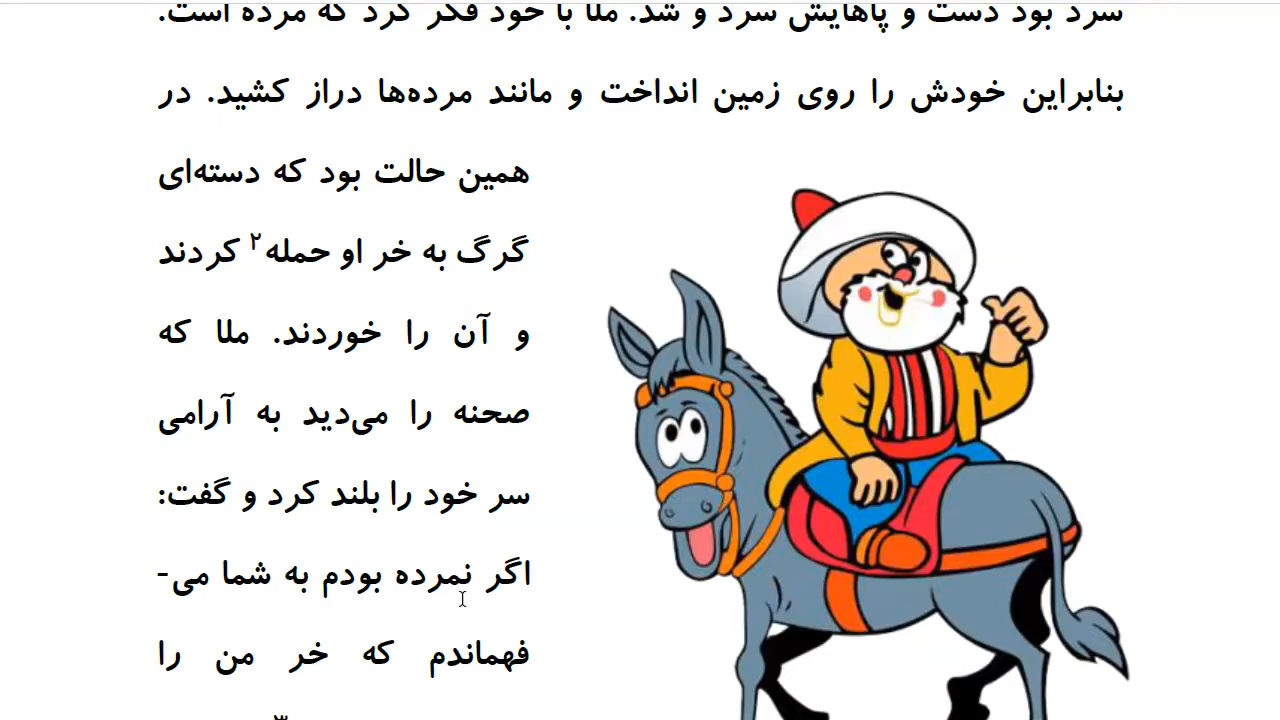 سرد بود دست و پاهایش سرد و شد. ملا با خود فکر کرد که مرده است.
بنابراین خودش را روی زمین انداخت و مانند مرده‌ها دراز کشید. در
همین حالت بود که دسته‌ای
گرگ به خر او حمله۲ کردند
و آن را خوردند. ملا که
صحنه را می‌دید به آرامی
سر خود را بلند کرد و گفت:
اگر نمرده بودم به شما می-
فهماندم که خر من را
۳